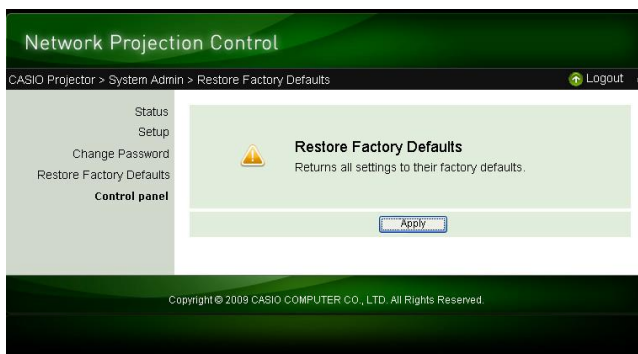 Network Projection Control
CASIO Projector > System Admin > Restore Factory Defaults
Logout
Status
Setup
Change Password
Restore Factory Defaults
Control panel
Restore Factory Defaults
Returns all settings to their factory defaults.
Apply
Copyright © 2009 CASIO COMPUTER CO., LTD. All Rights Reserved.